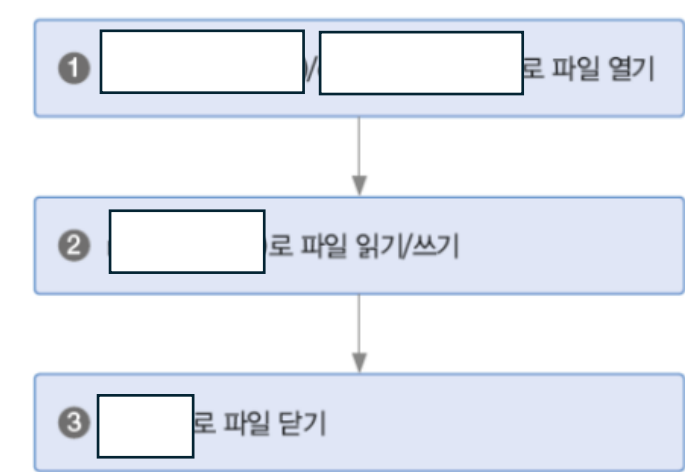 ❶ )/ 로 파일 열기
❷ 로 파일 읽기/쓰기
❸ 로 파일 닫기